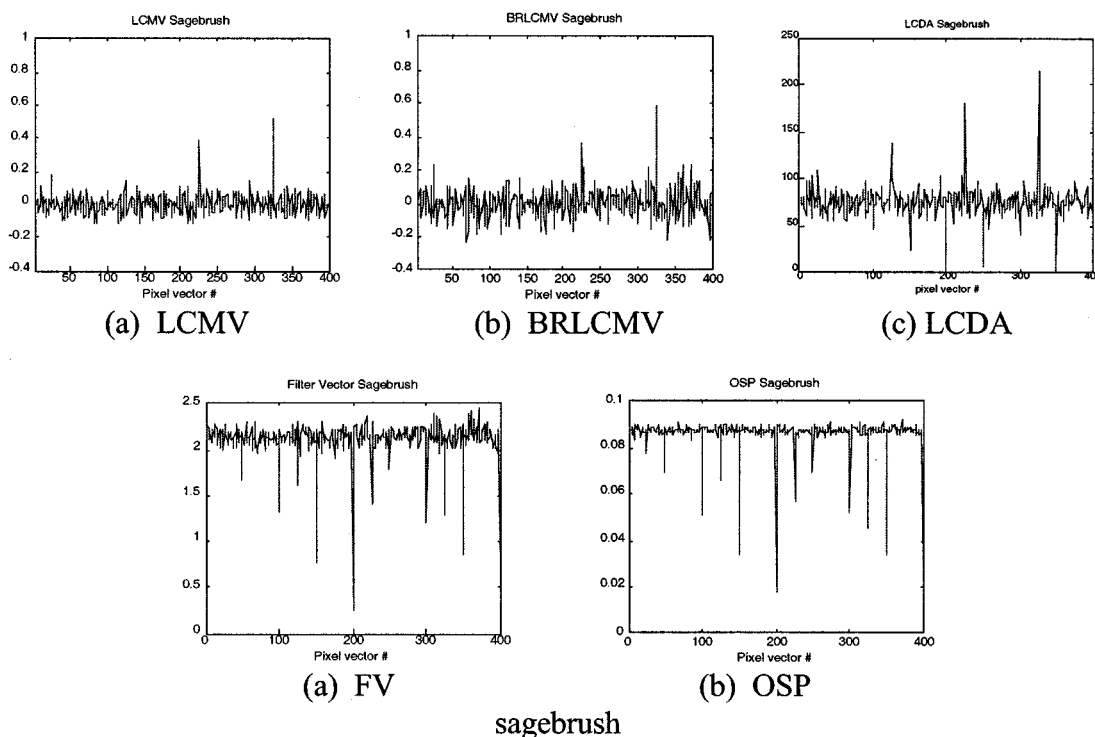 LCMV Sagebrush
1
0.8
0.6
0.4
0.2
0
-0.2
-0.4
50 100 150 200 250 300 350 400
Pixel vector #
(a) LCMV
BRLCMV Sagebrush
1
0.8
0.6
0.4
0.2
0
-0.2
-0.4
50 100 150 200 250 300 350 400
Pixel vector #
(b) BRLCMV
LCDA Sagebrush
250
200
150
100
50
0
0 100 200 300 400
pixel vector #
(c) LCDA
Filter Vector Sagebrush
2.5
2
1.5
1
0.5
0
0 100 200 300 400
Pixel vector #
(a) FV
OSP Sagebrush
0.1
0.08
0.06
0.04
0.02
0
0 100 200 300 400
Pixel vector #
(b) OSP
sagebrush